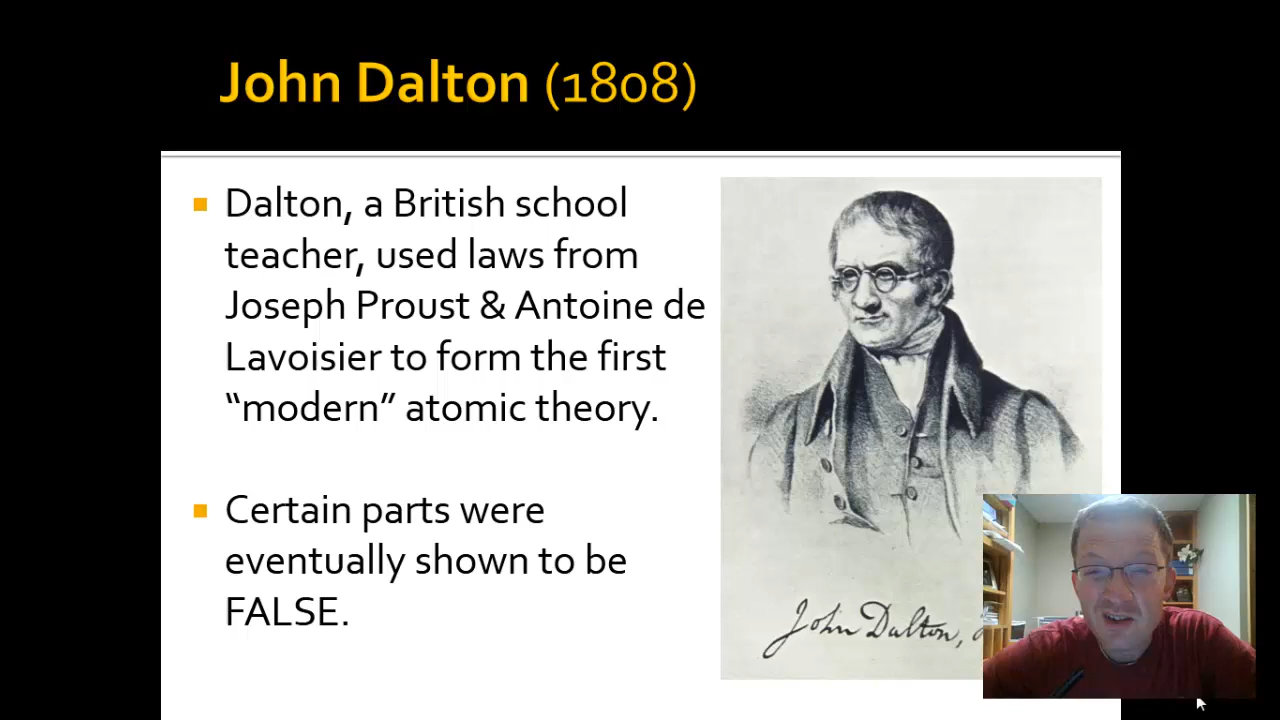 John Dalton (1808)
Dalton, a British school
teacher, used laws from
Joseph Proust & Antoine de
Lavoisier to form the first
“modern” atomic theory.
Certain parts were
eventually shown to be
FALSE.
John Dalton,